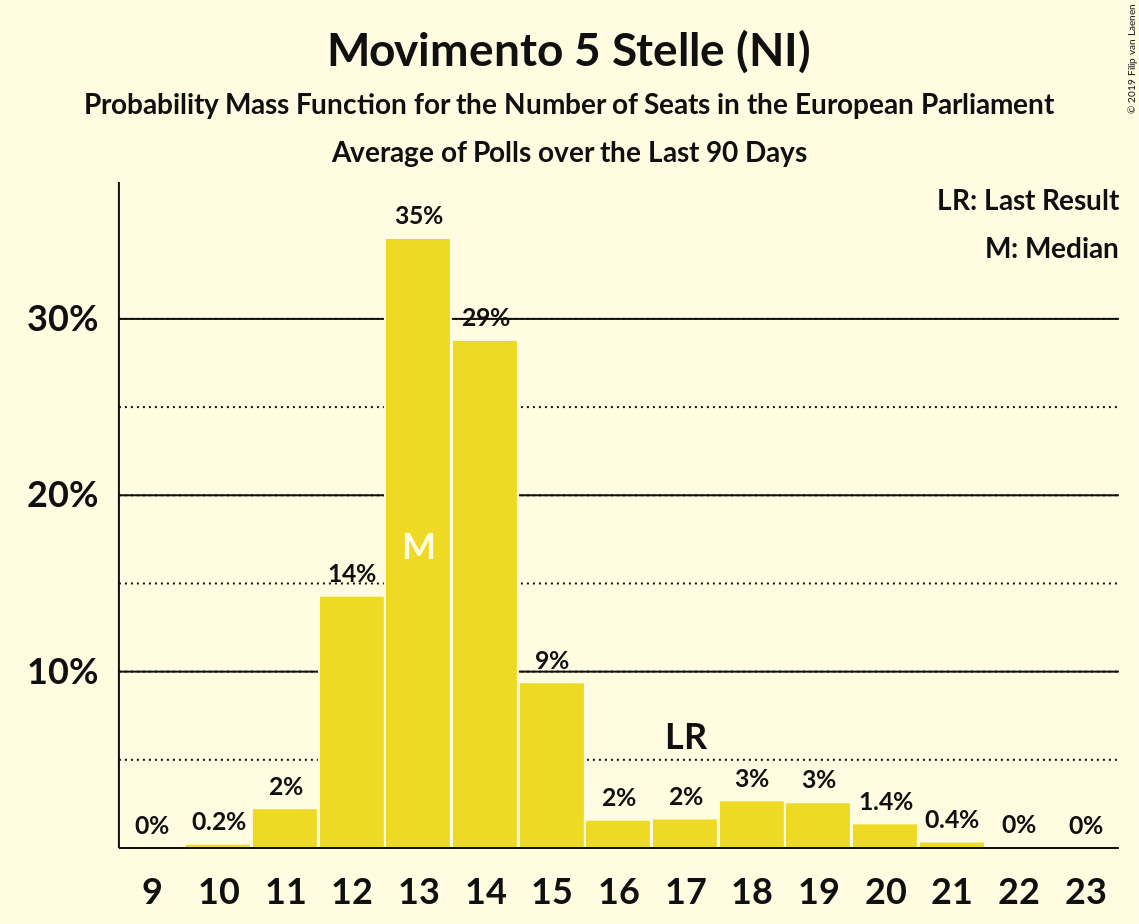 Movimento 5 Stelle (NI)
Probability Mass Function for the Number of Seats in the European Parliament
Average of Polls over the Last 90 Days
© 2019 Filip van Laenen
LR: Last Result
M: Median
35%
30%
29%
20%
M
14%
10%
9%
LR
0%
0.2%
2%
2%
2%
3%
3%
1.4%
0.4%
0%
0%
9 10 11 12 13 14 15 16 17 18 19 20 21 22 23